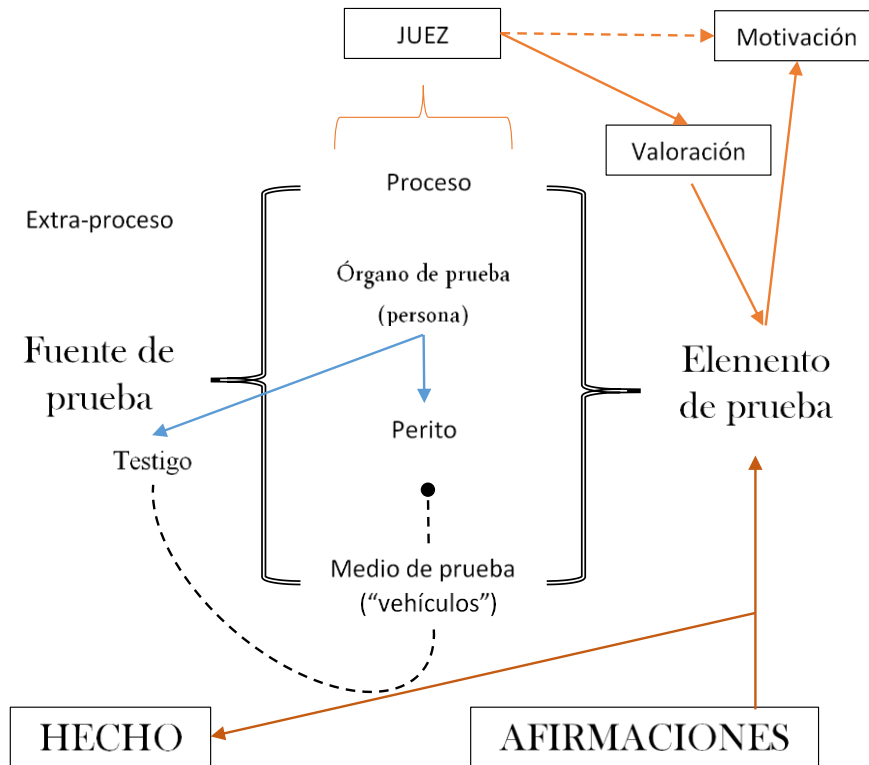 JUEZ
Motivación
Valoración
Proceso
Extra-proceso
Órgano de prueba
(persona)
Fuente de
prueba
Elemento
de prueba
Perito
Testigo
Medio de prueba
(“vehículos”)
HECHO
AFIRMACIONES